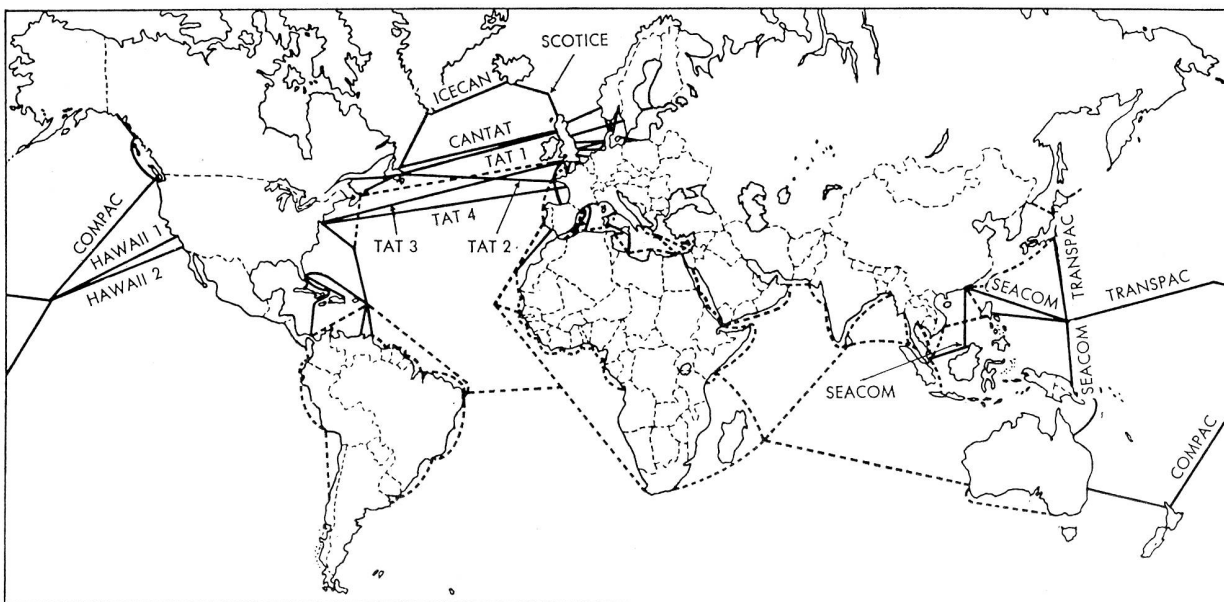 SCOTICE
ICECAN
CANTAT
TAT 1
COMPAC
HAWAII 1
HAWAII 2
TAT 4
TAT 3
TAT 2
TRANSPAC
SEACOM
TRANSPAC
SEACOM
SEACOM
COMPAC